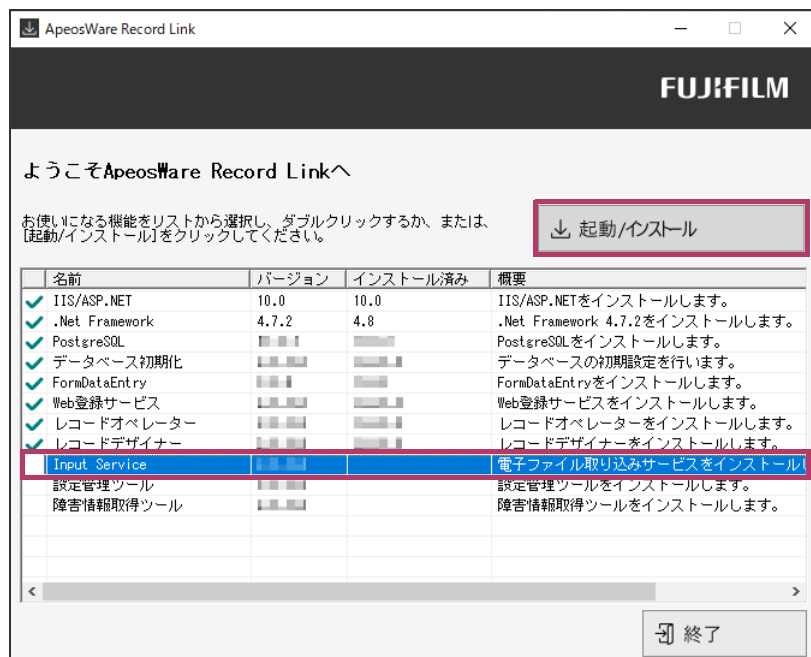 ApeosWare Record Link
FUJIFILM
ようこそApeosWare Record Linkへ
お使いになる機能をリストから選択し、ダブルクリックするか、または、
[起動/インストール]をクリックしてください。
起動/インストール
名前 バージョン インストール済み 概要
IIS/ASP.NET 10.0 10.0 IIS/ASP.NETをインストールします。
.Net Framework 4.7.2 4.8 .Net Framework 4.7.2をインストールします。
PostgreSQL PostgreSQLをインストールします。
データベース初期化 データベースの初期設定を行います。
FormDataEntry FormDataEntryをインストールします。
Web登録サービス Web登録サービスをインストールします。
レコードオペレーター レコードオペレーターをインストールします。
レコードデザイナー レコードデザイナーをインストールします。
Input Service 電子ファイル取り込みサービスをインストールし
設定管理ツール 設定管理ツールをインストールします。
障害情報取得ツール 障害情報取得ツールをインストールします。
終了